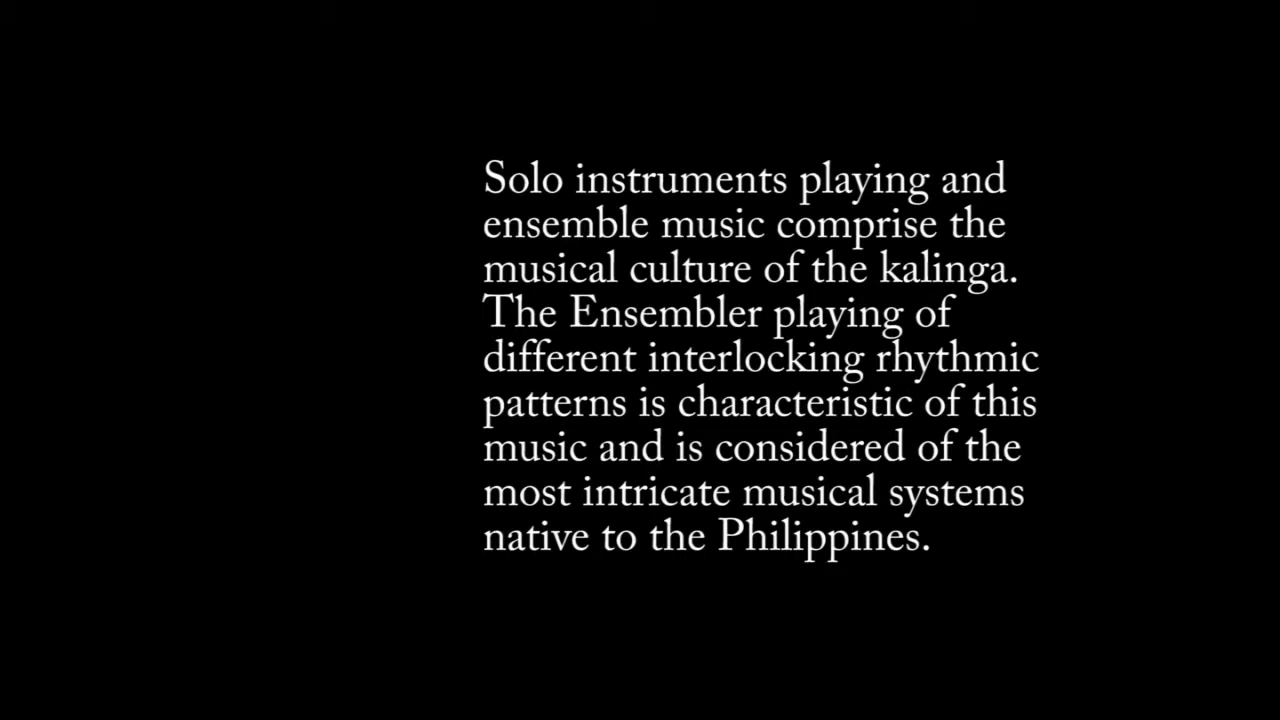 Solo instruments playing and
ensemble music comprise the
musical culture of the kalinga.
The Ensembler playing of
different interlocking rhythmic
patterns is characteristic of this
music and is considered of the
most intricate musical systems
native to the Philippines.